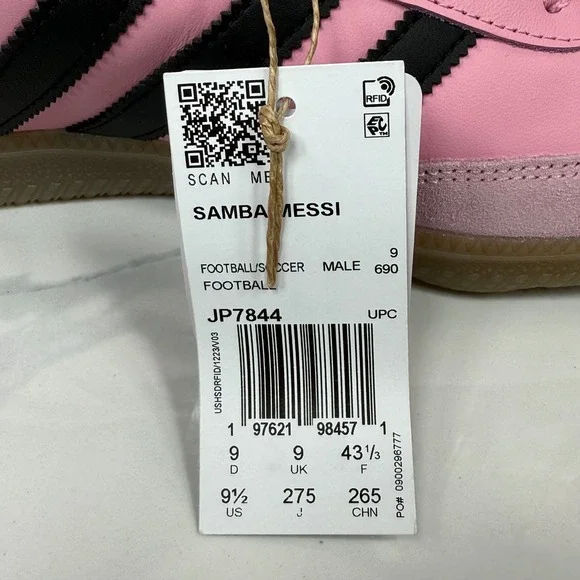 RFID
SCAN ME
SAMBA MESSI
9
FOOTBALL/SOCCER MALE 690
FOOTBALL
JP7844 UPC
USHSDRFID/1223/V03
1 97621 98457 1
9 9 43 1/3
D UK F
9½ 275 265
US J CHN
PO# 0900296777